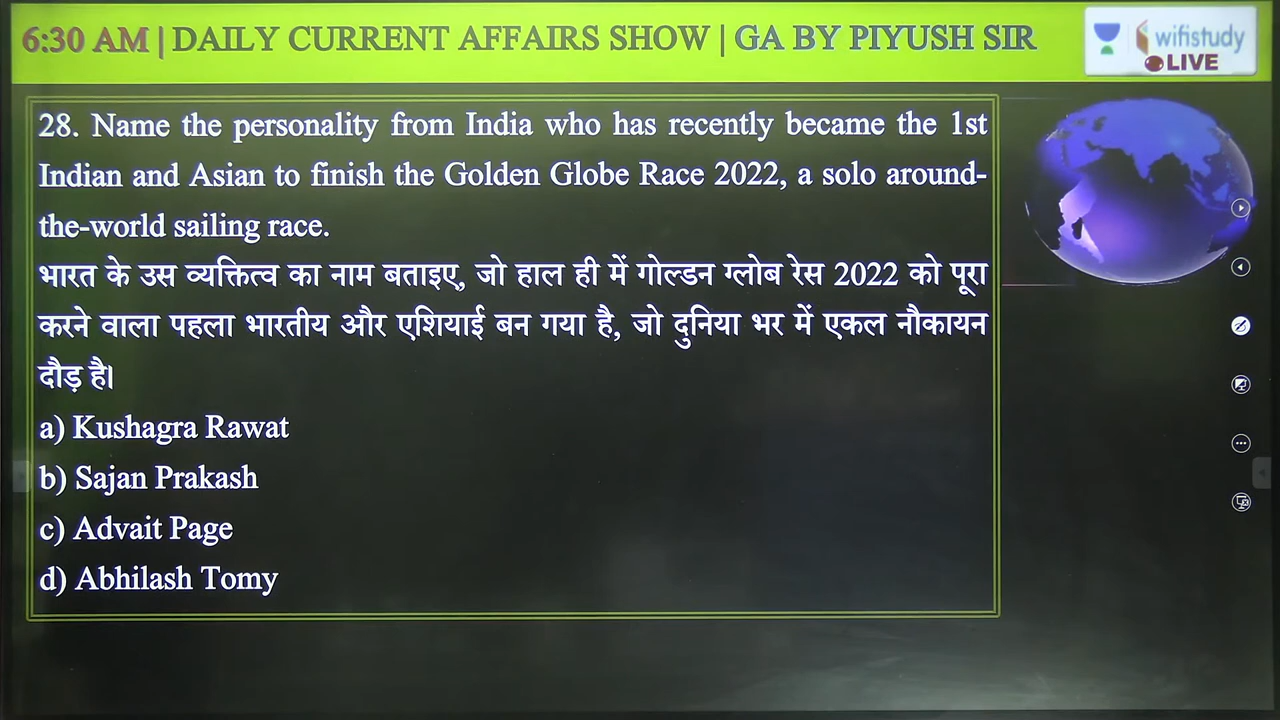 6:30 AM | DAILY CURRENT AFFAIRS SHOW | GA BY PIYUSH SIR
wifistudy
LIVE
28. Name the personality from India who has recently became the 1st
Indian and Asian to finish the Golden Globe Race 2022, a solo around-
the-world sailing race.
भारत के उस व्यक्तित्व का नाम बताइए, जो हाल ही में गोल्डन ग्लोब रेस 2022 को पूरा
करने वाला पहला भारतीय और एशियाई बन गया है, जो दुनिया भर में एकल नौकायन
दौड़ है।
a) Kushagra Rawat
b) Sajan Prakash
c) Advait Page
d) Abhilash Tomy